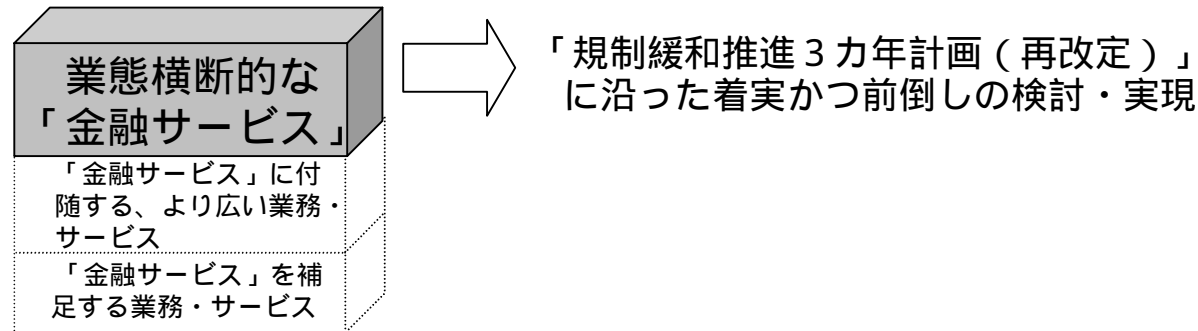 業態横断的な
「金融サービス」
「金融サービス」に付
随する、より広い業務・
サービス
「金融サービス」を補
足する業務・サービス
「規制緩和推進3カ年計画(再改定)」
に沿った着実かつ前倒しの検討・実現